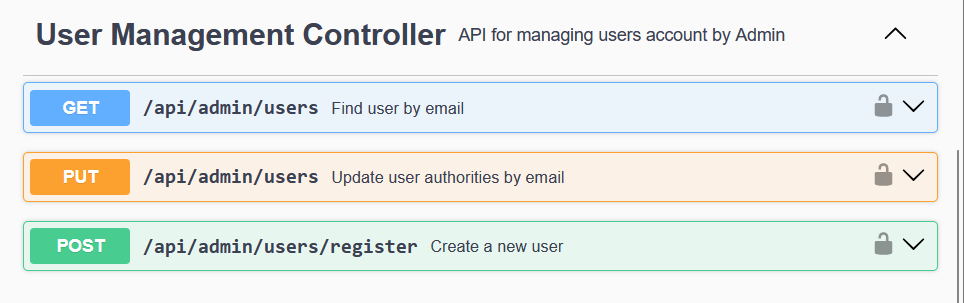 User Management Controller API for managing users account by Admin
GET /api/admin/users Find user by email
PUT /api/admin/users Update user authorities by email
POST /api/admin/users/register Create a new user